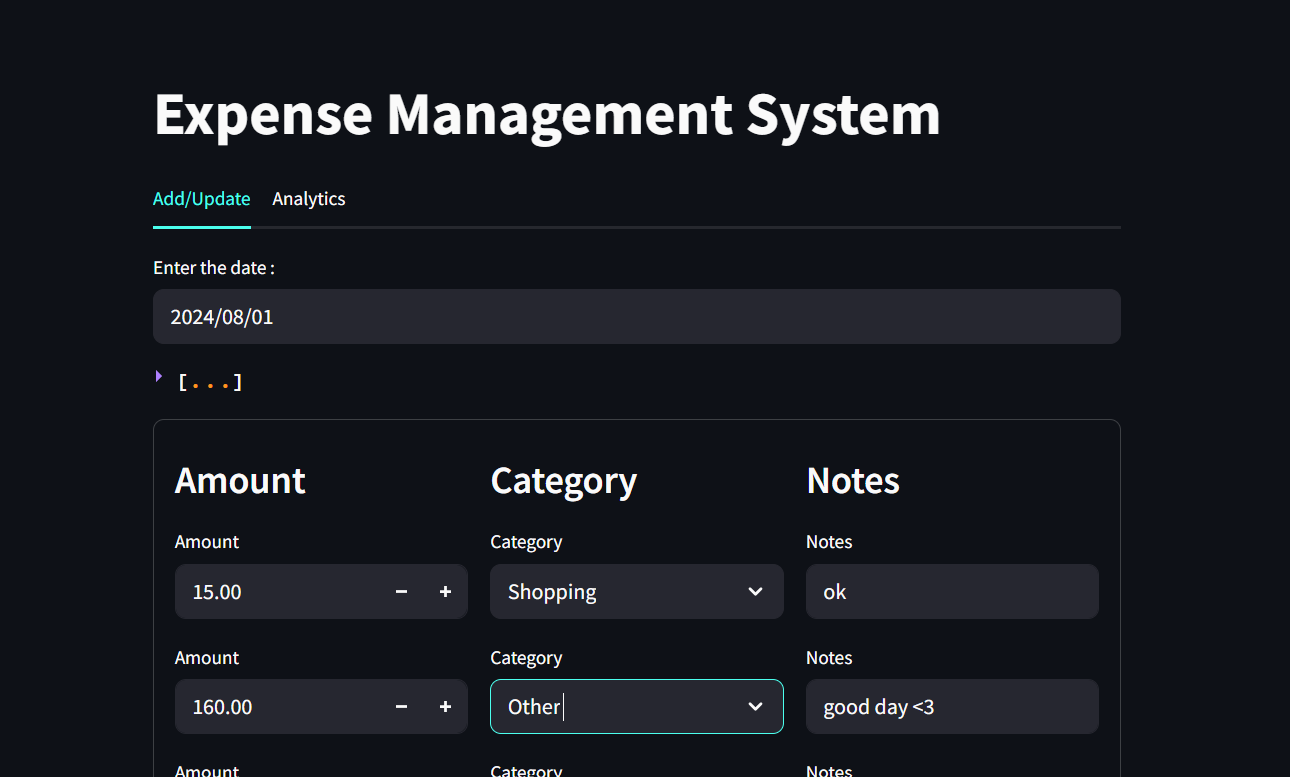 Expense Management System
Add/Update Analytics
Enter the date :
2024/08/01
[...]
Amount Category Notes
Amount Category Notes
15.00 Shopping ok
Amount Category Notes
160.00 Other good day <3
Amount Category Notes